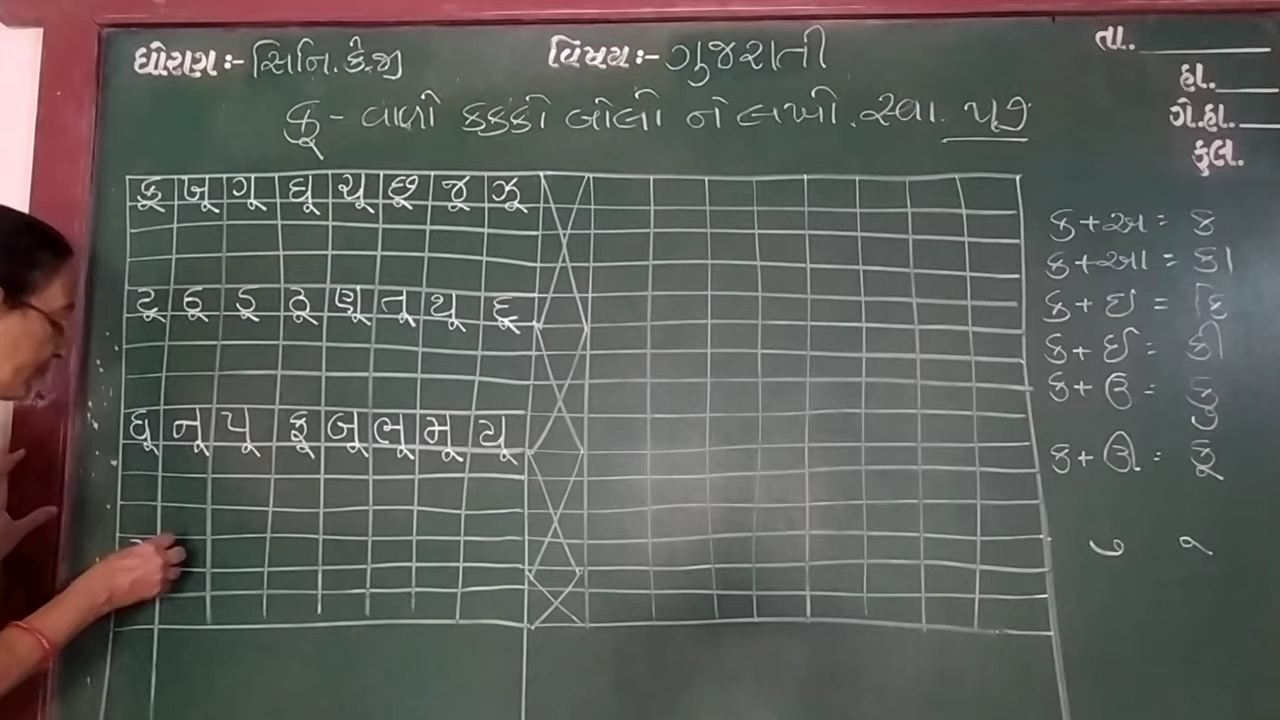 ધોરણ:- સિનિ.કે.જી
વિષય:- ગુજરાતી
તા.
હા.
ગે.હા.
કુલ.
કૂ - વાળો કક્કો બોલો ને લખો. સ્વા.
કૂ ખૂ ગૂ ઘૂ ચૂ છૂ જૂ ઝૂ
ટૂ ઠૂ ડૂ ઢૂ ણૂ તૂ થૂ દૂ
ધૂ નૂ પૂ ફૂ બૂ ભૂ મૂ યૂ
ક + અ = ક
ક + આ = કા
ક + ઇ = કિ
ક + ઈ = કી
ક + ઉ = કુ
ક + ઊ = કૂ
ુ ૂ